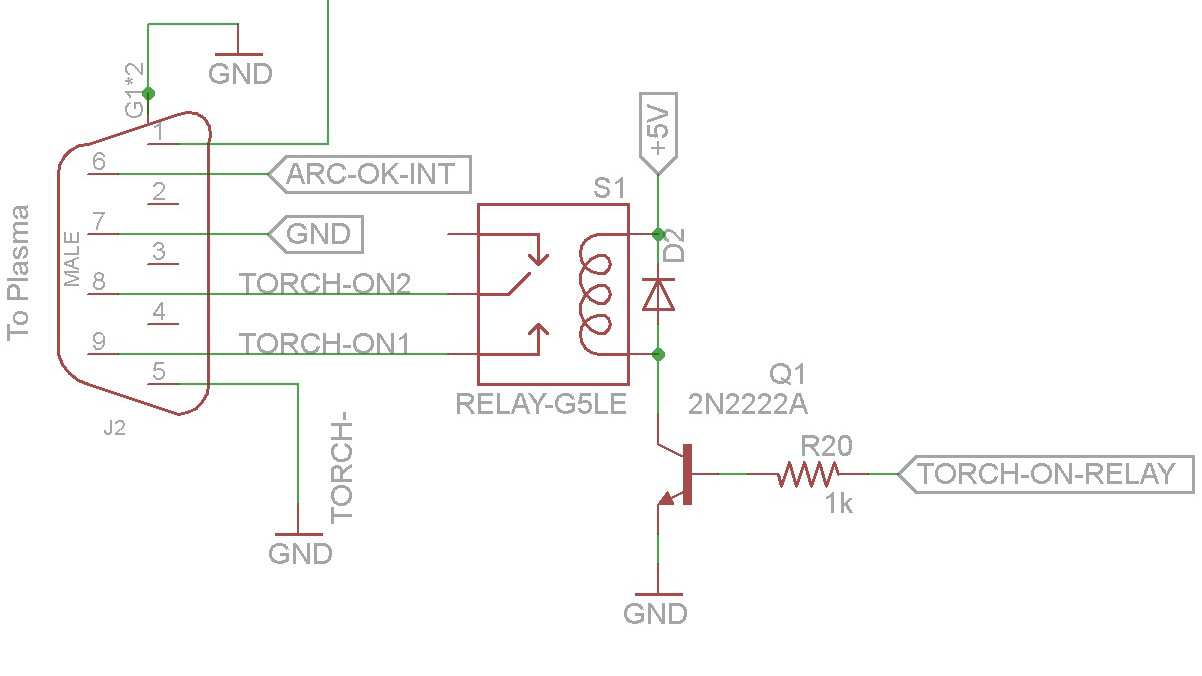 GND
G1*2
1
6
ARC-OK-INT
2
7
GND
3
8
TORCH-ON2
4
9
TORCH-ON1
5
MALE
To Plasma
J2
TORCH-
GND
S1
RELAY-G5LE
+5V
D2
Q1
2N2222A
R20
1k
TORCH-ON-RELAY
GND